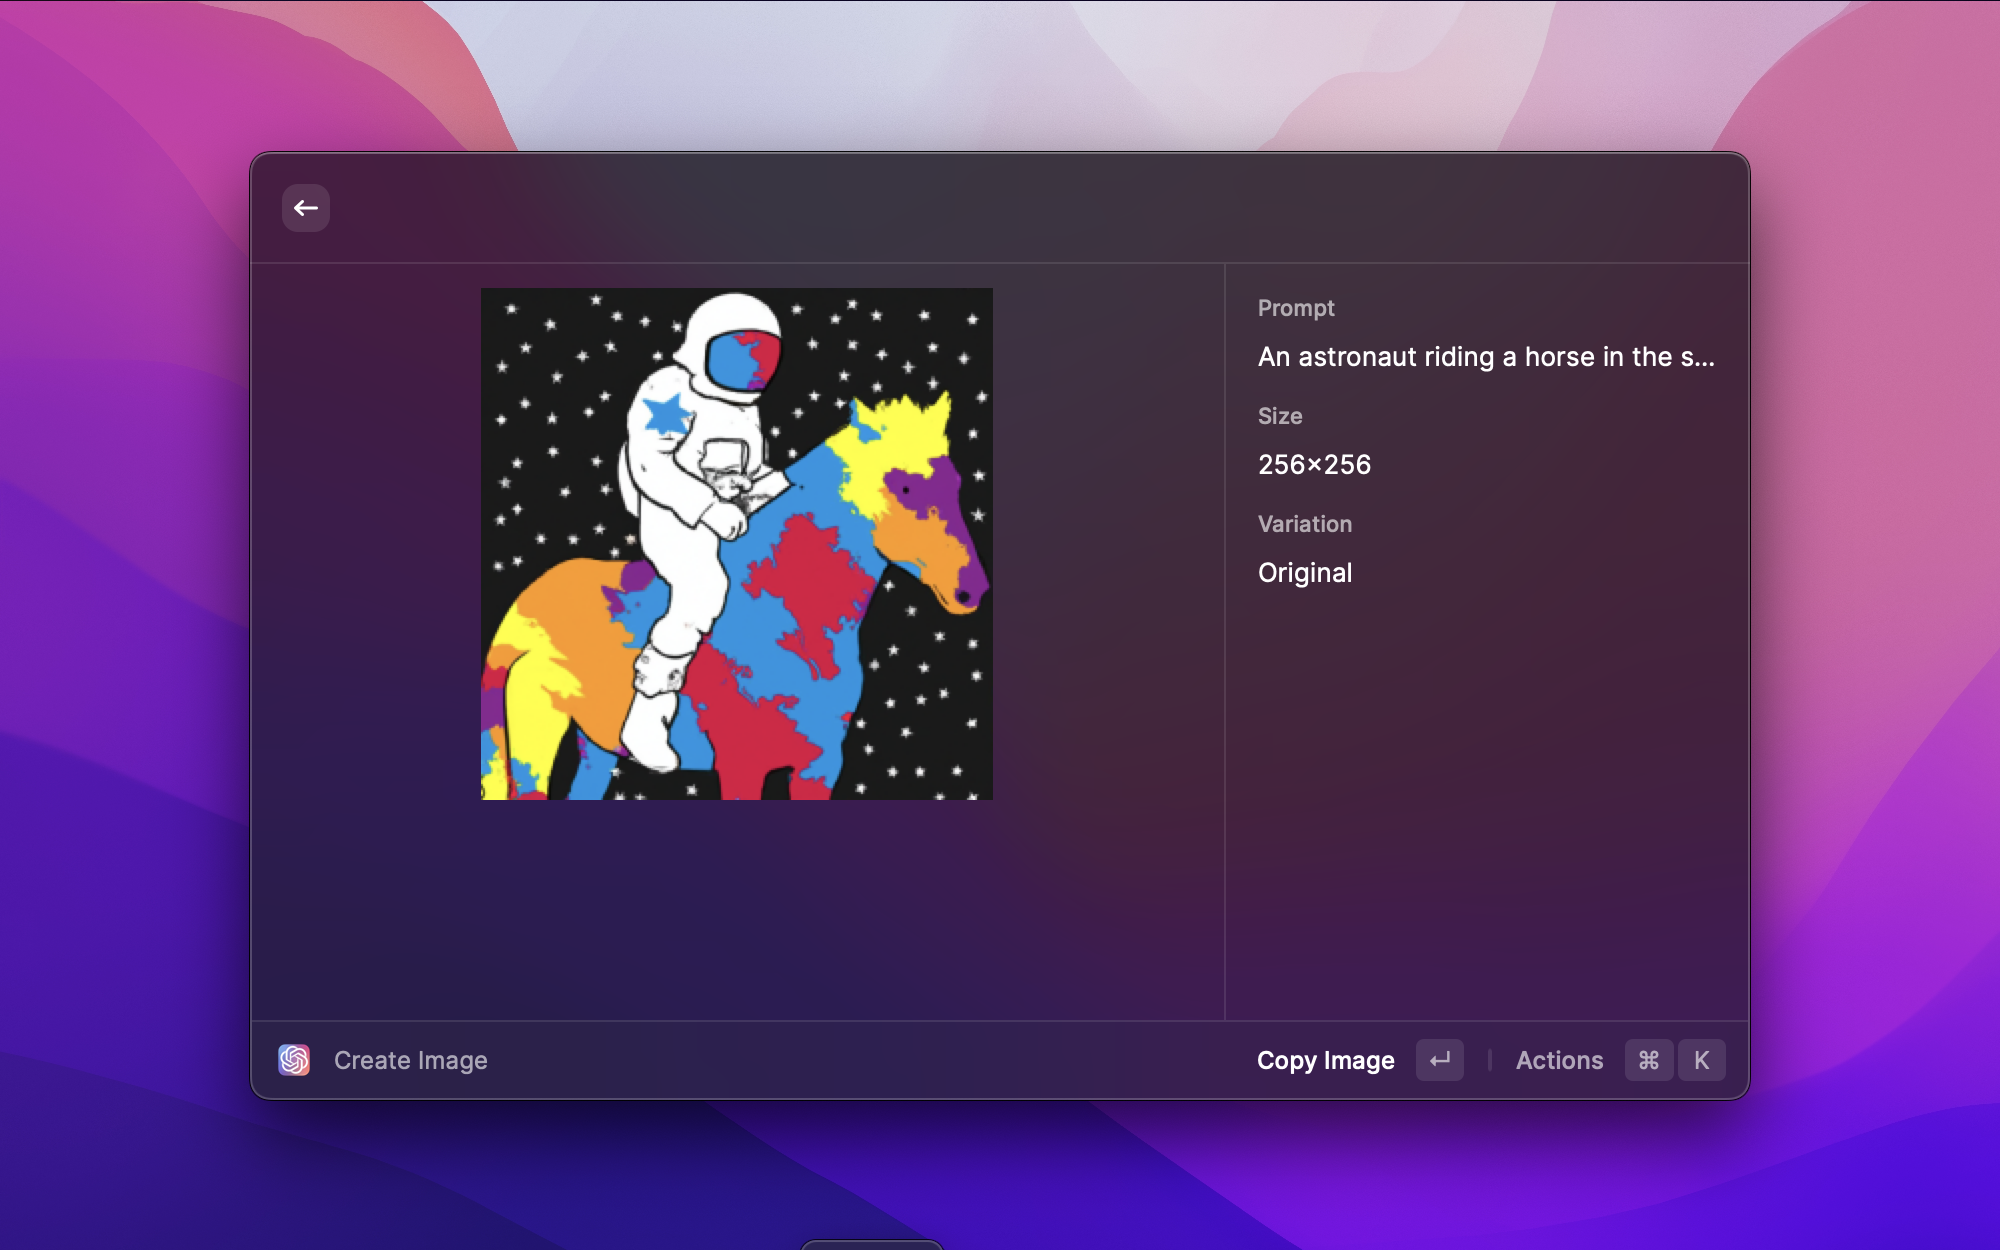 Prompt
An astronaut riding a horse in the s...
Size
256×256
Variation
Original
Create Image
Copy Image
Actions ⌘ K